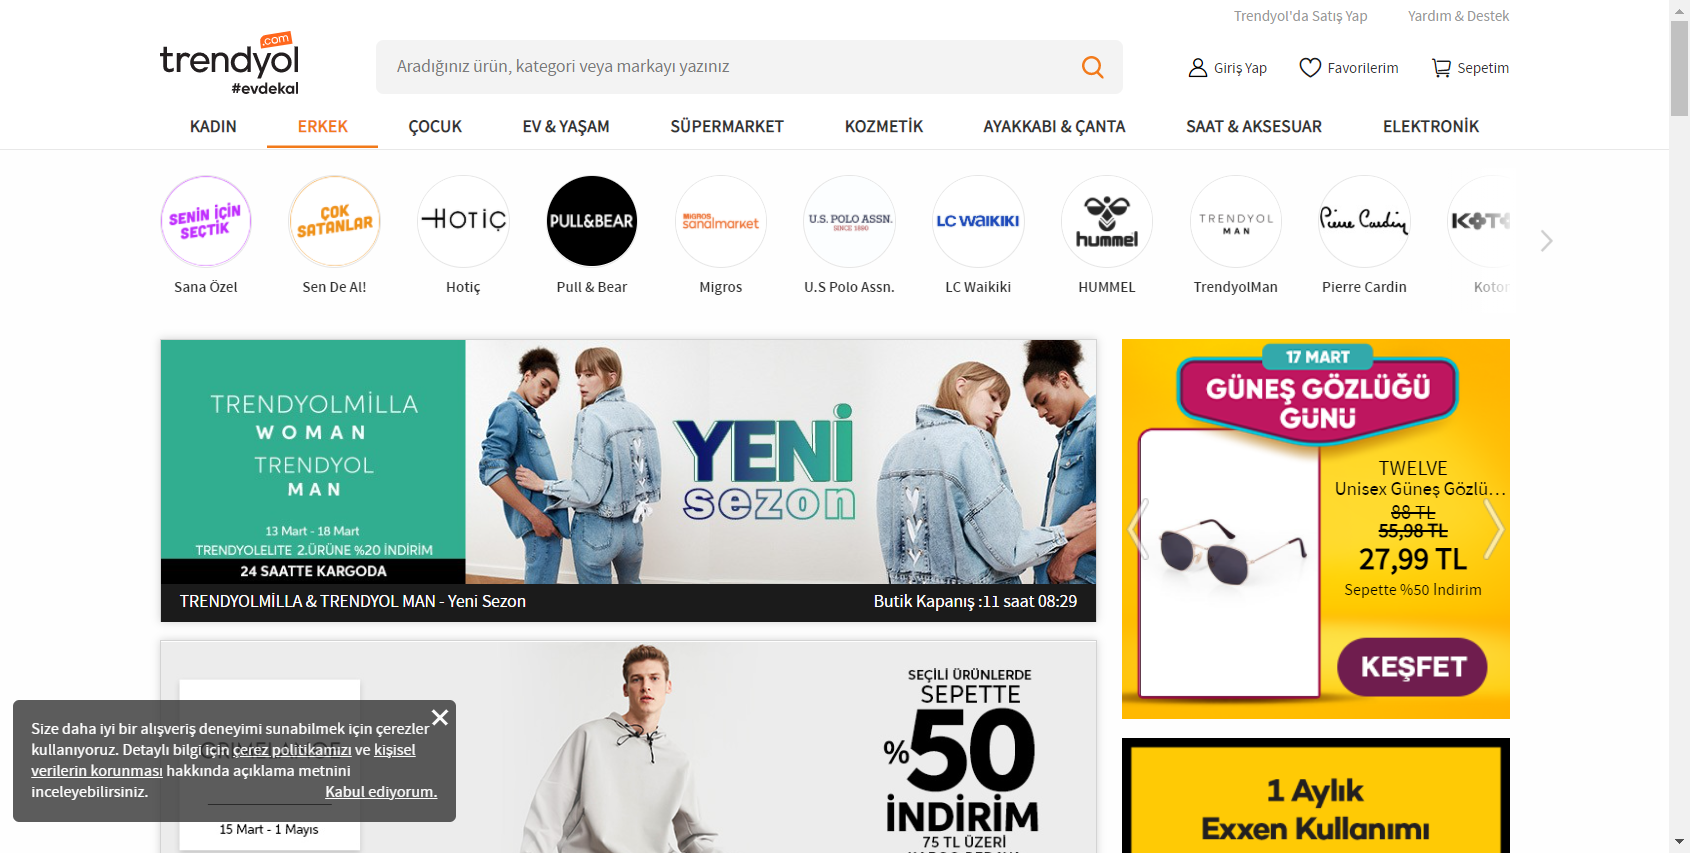 Trendyol'da Satış Yap
Yardım & Destek
trendyol
.com
#evdekal
Aradığınız ürün, kategori veya markayı yazınız
Giriş Yap
Favorilerim
Sepetim
KADIN
ERKEK
ÇOCUK
EV & YAŞAM
SÜPERMARKET
KOZMETİK
AYAKKABI & ÇANTA
SAAT & AKSESUAR
ELEKTRONİK
SENİN İÇİN
SEÇTİK
ÇOK
SATANLAR
HOTİÇ
PULL&BEAR
MİGROS
sanalmarket
U.S. POLO ASSN.
SINCE 1890
LC WAIKIKI
hummel
TRENDYOL
MAN
Pierre Cardin
Sana Özel
Sen De Al!
Hotiç
Pull & Bear
Migros
U.S Polo Assn.
LC Waikiki
HUMMEL
TrendyolMan
Pierre Cardin
Koton
TRENDYOLMİLLA
WOMAN
TRENDYOL
MAN
13 Mart - 18 Mart
TRENDYOLELITE 2.ÜRÜNE %20 İNDİRİM
24 SAATTE KARGODA
YENİ
sezon
TRENDYOLMİLLA & TRENDYOL MAN - Yeni Sezon
Butik Kapanış :11 saat 08:29
17 MART
GÜNEŞ GÖZLÜĞÜ
GÜNÜ
TWELVE
Unisex Güneş Gözlü...
88 TL
55,98 TL
27,99 TL
Sepette %50 İndirim
KEŞFET
SEÇİLİ ÜRÜNLERDE
SEPETTE
%50
İNDİRİM
75 TL ÜZERİ
15 Mart - 1 Mayıs
Size daha iyi bir alışveriş deneyimi sunabilmek için çerezler
kullanıyoruz. Detaylı bilgi için çerez politikamızı ve kişisel
verilerin korunması hakkında açıklama metnini
inceleyebilirsiniz.
Kabul ediyorum.
1 Aylık
Exxen Kullanımı